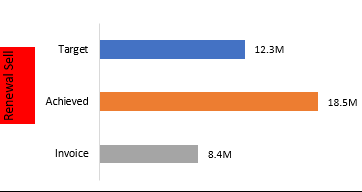 Renewal Sell
Target 12.3M
Achieved 18.5M
Invoice 8.4M